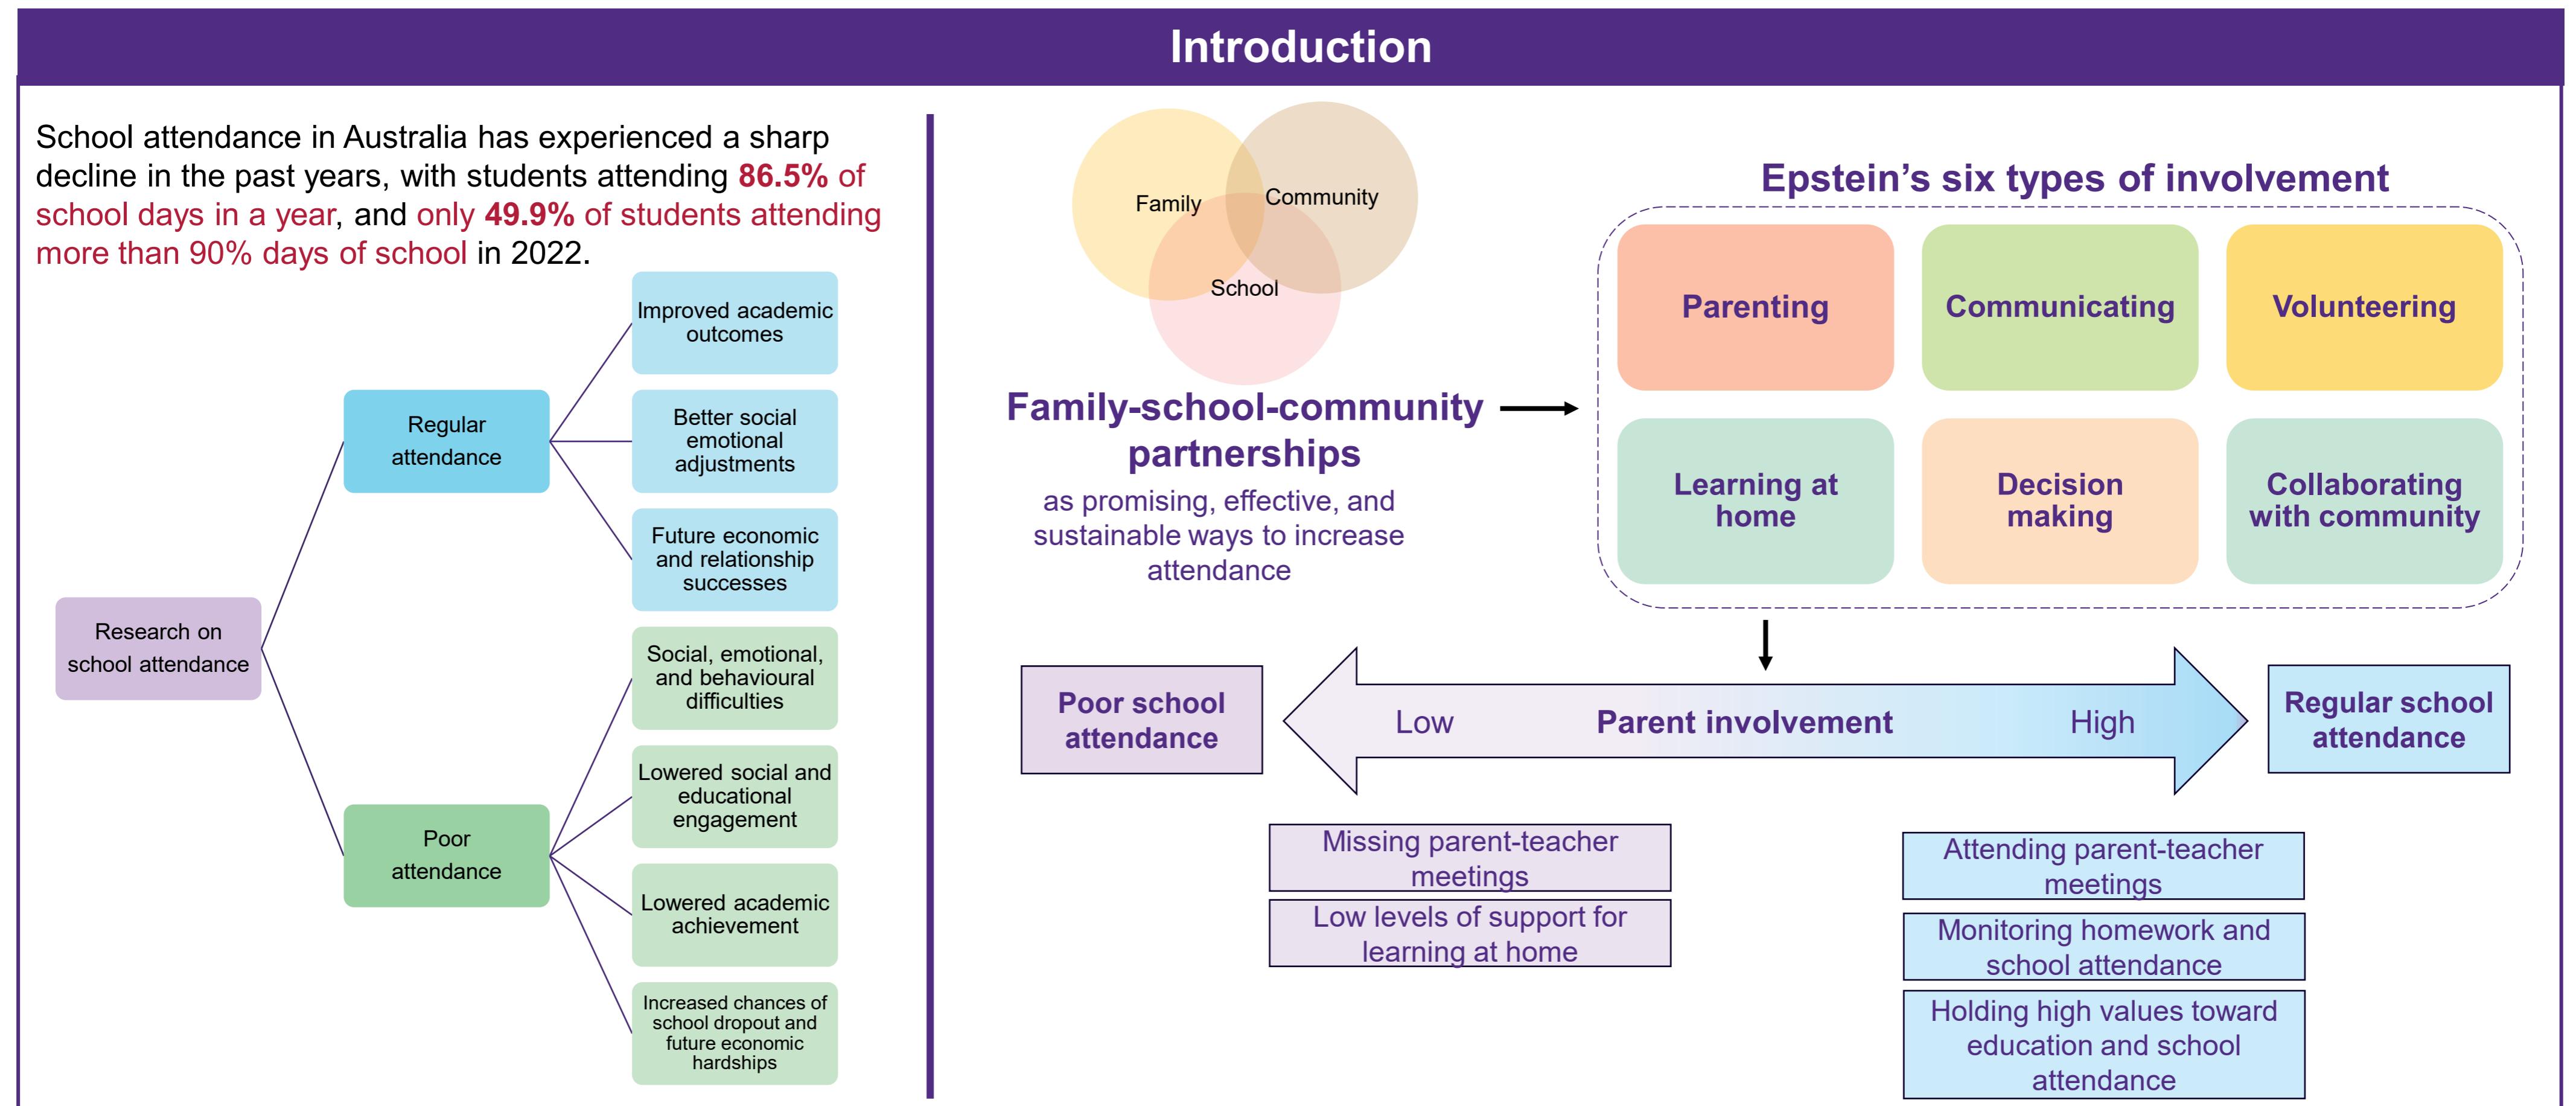 Introduction
School attendance in Australia has experienced a sharp
decline in the past years, with students attending 86.5% of
school days in a year, and only 49.9% of students attending
more than 90% days of school in 2022.
Research on
school attendance
Regular
attendance
Improved academic
outcomes
Better social
emotional
adjustments
Future economic
and relationship
successes
Poor
attendance
Social, emotional,
and behavioural
difficulties
Lowered social and
educational
engagement
Lowered academic
achievement
Increased chances of
school dropout and
future economic
hardships
Family
Community
School
Family-school-community
partnerships
as promising, effective, and
sustainable ways to increase
attendance
Epstein’s six types of involvement
Parenting
Communicating
Volunteering
Learning at
home
Decision
making
Collaborating
with community
Poor school
attendance
Low
Parent involvement
High
Regular school
attendance
Missing parent-teacher
meetings
Low levels of support for
learning at home
Attending parent-teacher
meetings
Monitoring homework and
school attendance
Holding high values toward
education and school
attendance